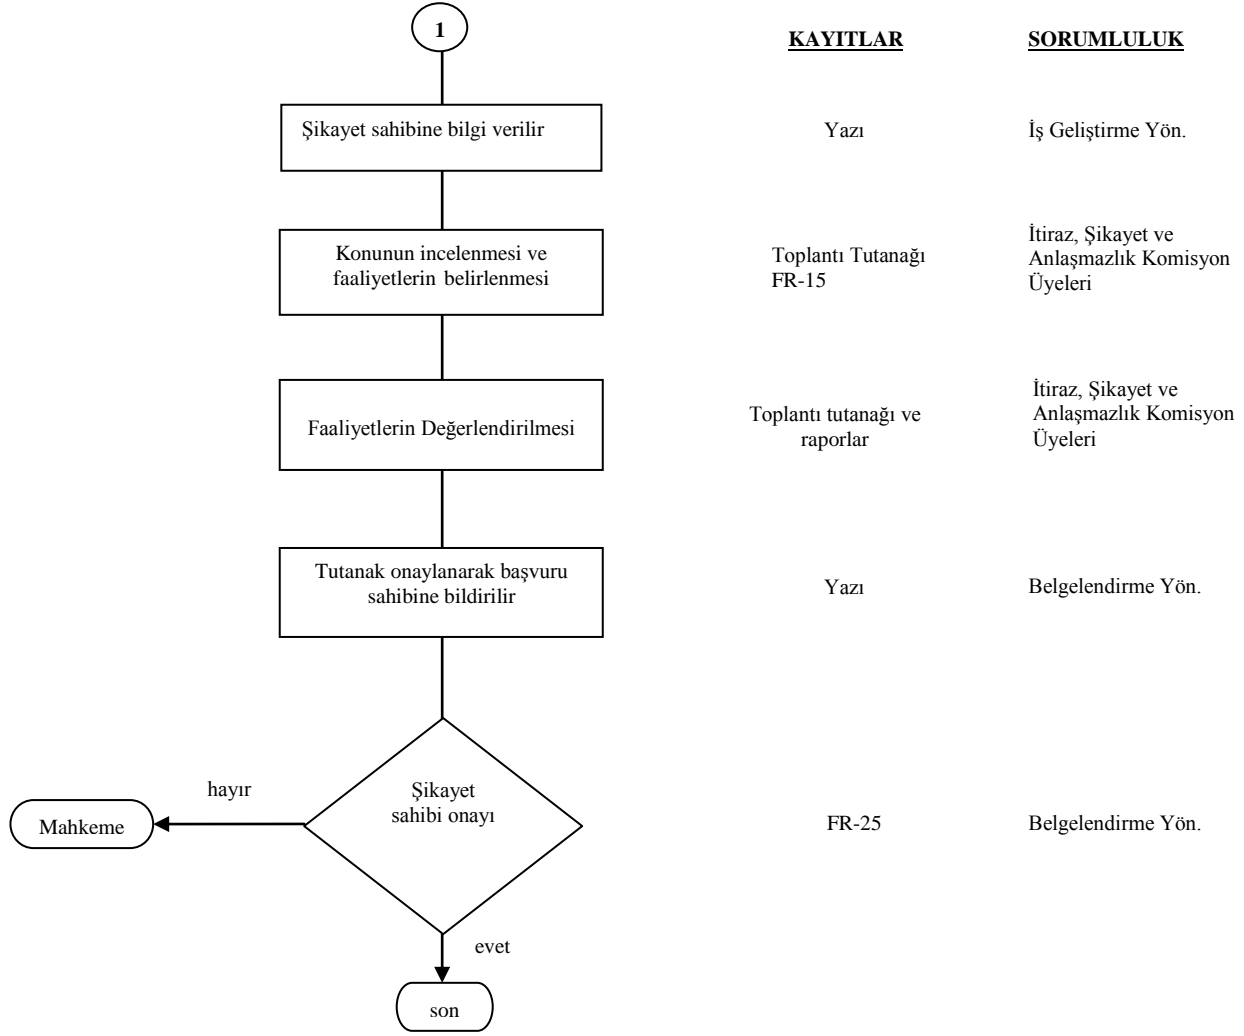 1
KAYITLAR
SORUMLULUK
Şikayet sahibine bilgi verilir
Yazı
İş Geliştirme Yön.
Konunun incelenmesi ve
faaliyetlerin belirlenmesi
Toplantı Tutanağı
FR-15
İtiraz, Şikayet ve
Anlaşmazlık Komisyon
Üyeleri
Faaliyetlerin Değerlendirilmesi
Toplantı tutanağı ve
raporlar
İtiraz, Şikayet ve
Anlaşmazlık Komisyon
Üyeleri
Tutanak onaylanarak başvuru
sahibine bildirilir
Yazı
Belgelendirme Yön.
Şikayet
sahibi onayı
hayır
Mahkeme
FR-25
Belgelendirme Yön.
evet
son